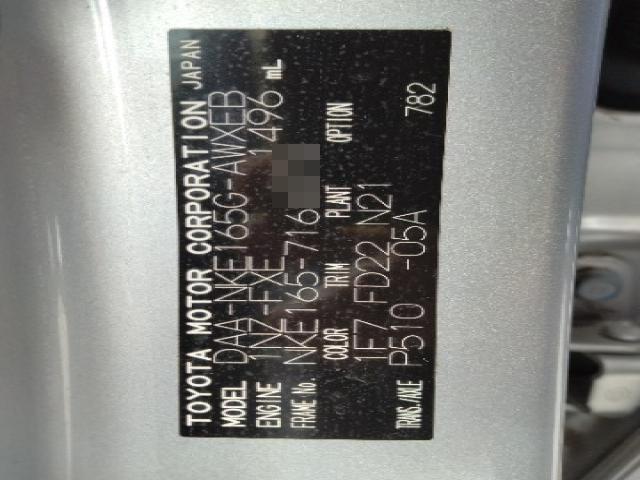 TOYOTA MOTOR CORPORATION JAPAN
MODEL DAA-NKE165G-AWXEB
ENGINE 1NZ-FXE 1496 mL
FRAME No. NKE165-716
COLOR TRIM PLANT OPTION
1F7 FD22 N21
TRANS./AXLE P510 -05A 782